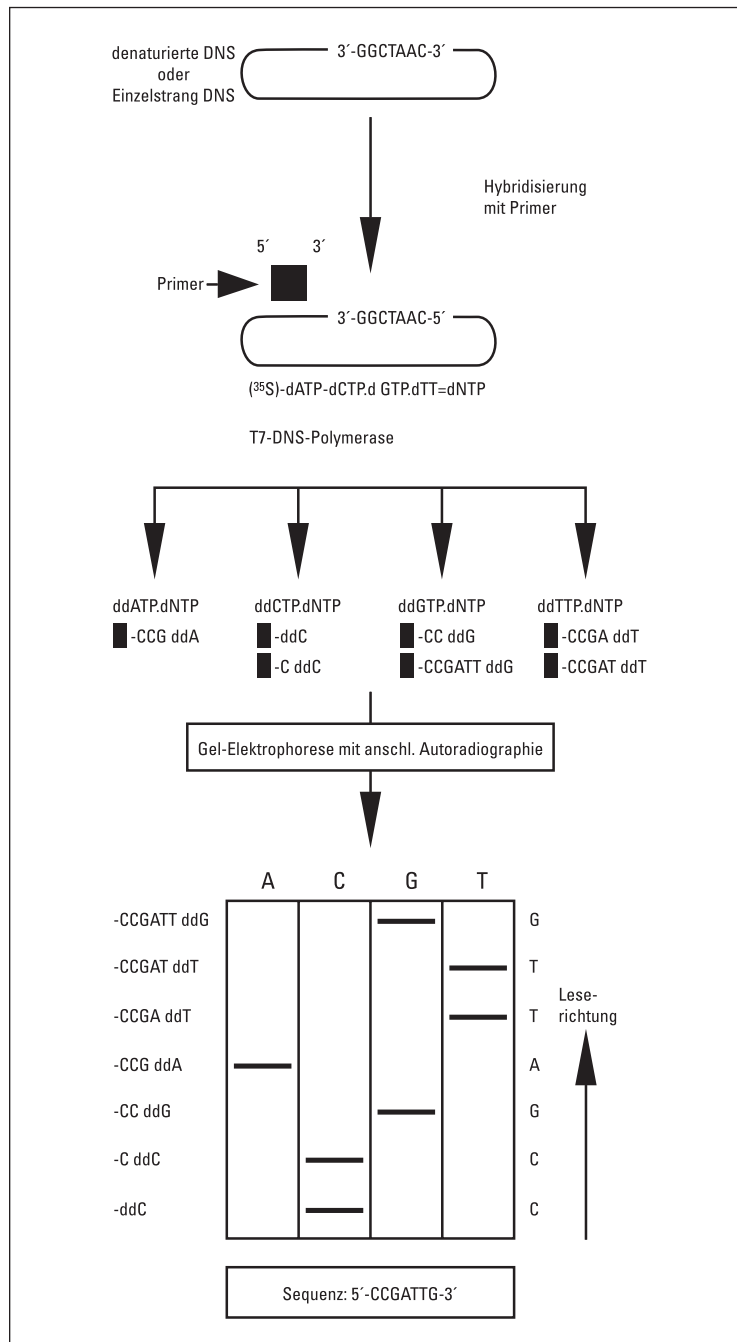 denaturierte DNS
oder
Einzelstrang DNS
3´-GGCTAAC-3´
Hybridisierung
mit Primer
5´ 3´
Primer
3´-GGCTAAC-5´
(³⁵S)-dATP-dCTP.d GTP.dTT=dNTP
T7-DNS-Polymerase
ddATP.dNTP ddCTP.dNTP ddGTP.dNTP ddTTP.dNTP
-CCG ddA -ddC -CC ddG -CCGA ddT
-C ddC -CCGATT ddG -CCGAT ddT
Gel-Elektrophorese mit anschl. Autoradiographie
A C G T
-CCGATT ddG G
-CCGAT ddT T
Lese-
richtung
-CCGA ddT T
-CCG ddA A
-CC ddG G
-C ddC C
-ddC C
Sequenz: 5´-CCGATTG-3´